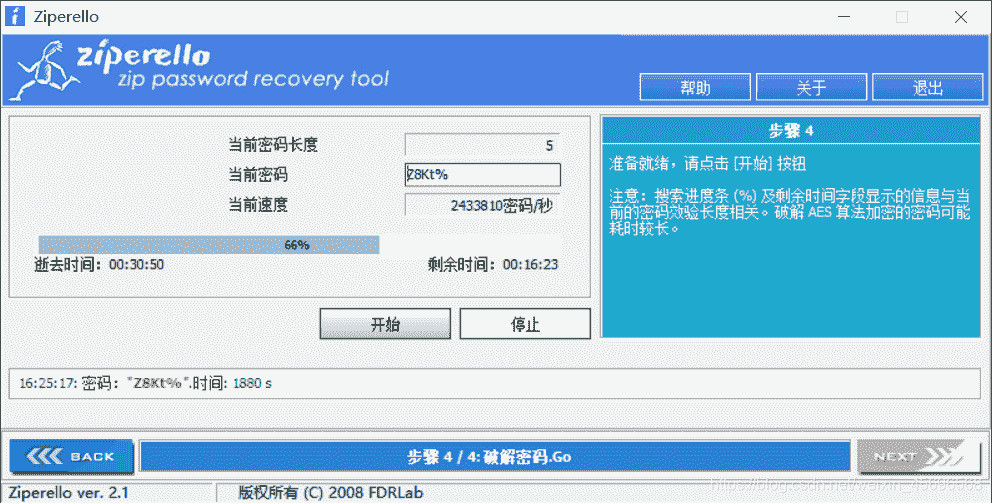 Ziperello
ziperello
zip password recovery tool
帮助 关于 退出
当前密码长度 5
当前密码 Z8Kt%
当前速度 2433810密码/秒
66%
逝去时间：00:30:50 剩余时间：00:16:23
开始 停止
步骤 4
准备就绪，请点击 [开始] 按钮
注意：搜索进度条 (%) 及剩余时间字段显示的信息与当
前的密码效验长度相关。破解 AES 算法加密的密码可能
耗时较长。
16:25:17: 密码："Z8Kt%".时间: 1880 s
BACK 步骤 4 / 4: 破解密码.Go NEXT
Ziperello ver. 2.1 版权所有 (C) 2008 FDRLab